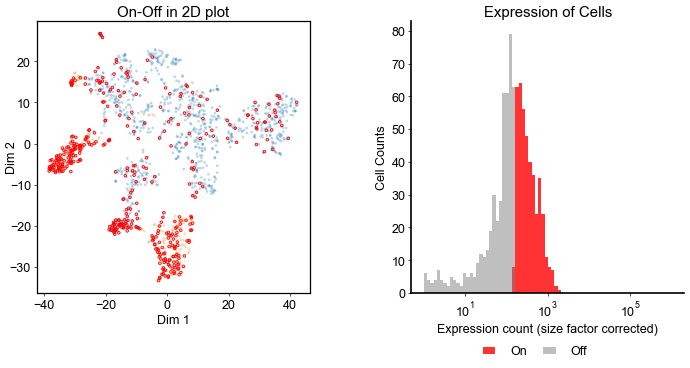 On-Off in 2D plot
20
10
0
−10
−20
−30
Dim 2
−40
−20
0
20
40
Dim 1
Expression of Cells
80
70
60
50
40
30
20
10
0
Cell Counts
10^1
10^3
10^5
Expression count (size factor corrected)
On
Off